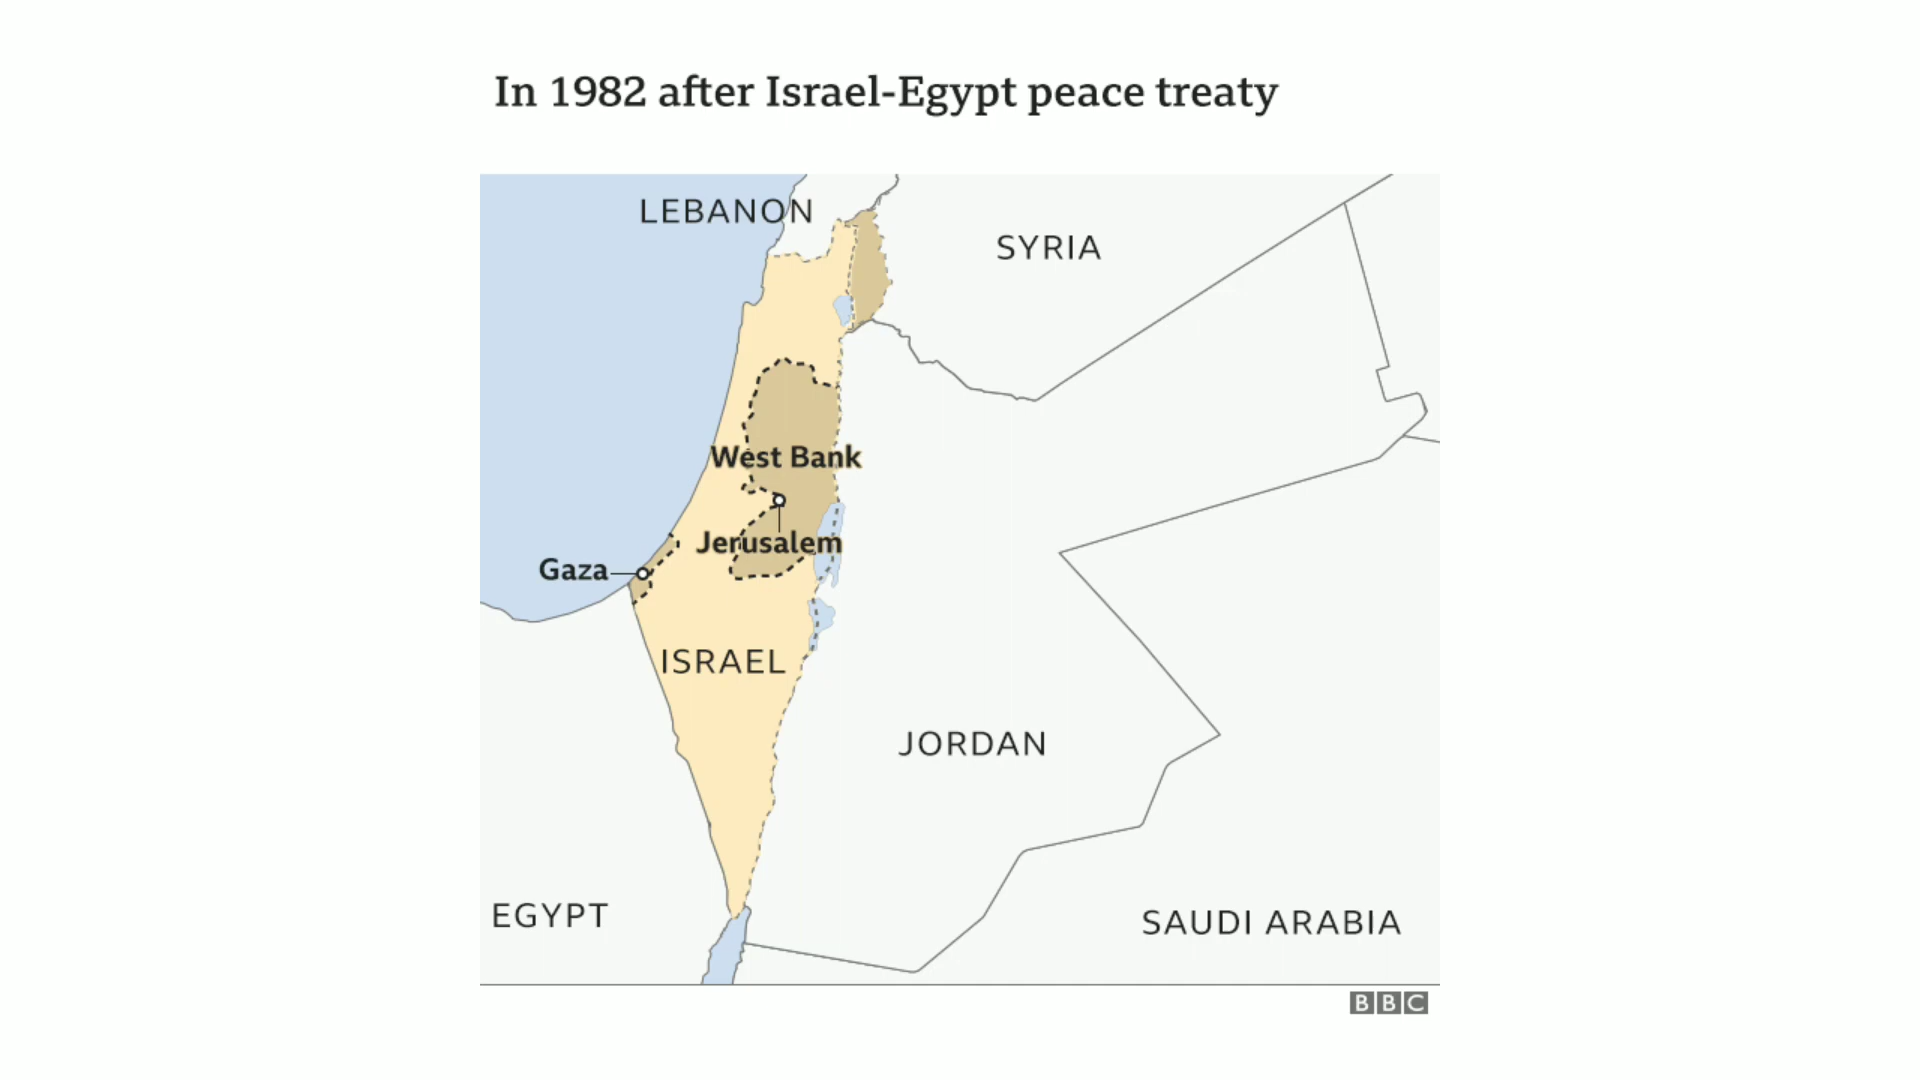 In 1982 after Israel-Egypt peace treaty
LEBANON
SYRIA
West Bank
Jerusalem
Gaza
ISRAEL
JORDAN
EGYPT
SAUDI ARABIA
BBC